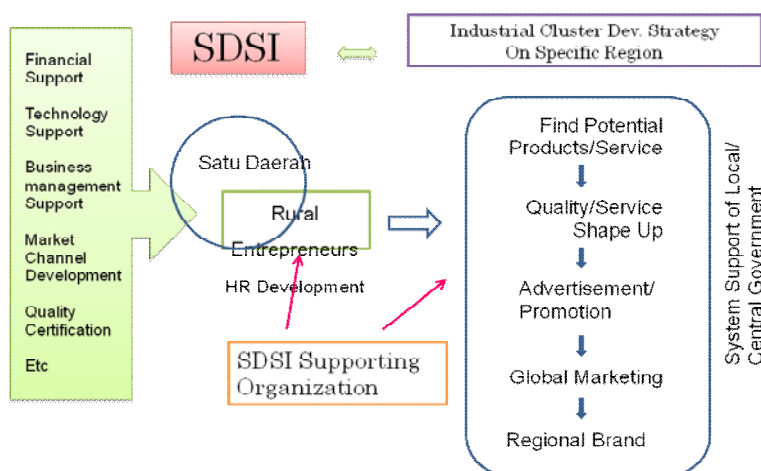 SDSI
Industrial Cluster Dev. Strategy
On Specific Region
Financial
Support
Technology
Support
Business
management
Support
Market
Channel
Development
Quality
Certification
Etc
Satu Daerah
Rural
Entrepreneurs
HR Development
SDSI Supporting
Organization
Find Potential
Products/Service
Quality/Service
Shape Up
Advertisement/
Promotion
Global Marketing
Regional Brand
System Support of Local/
Central Government